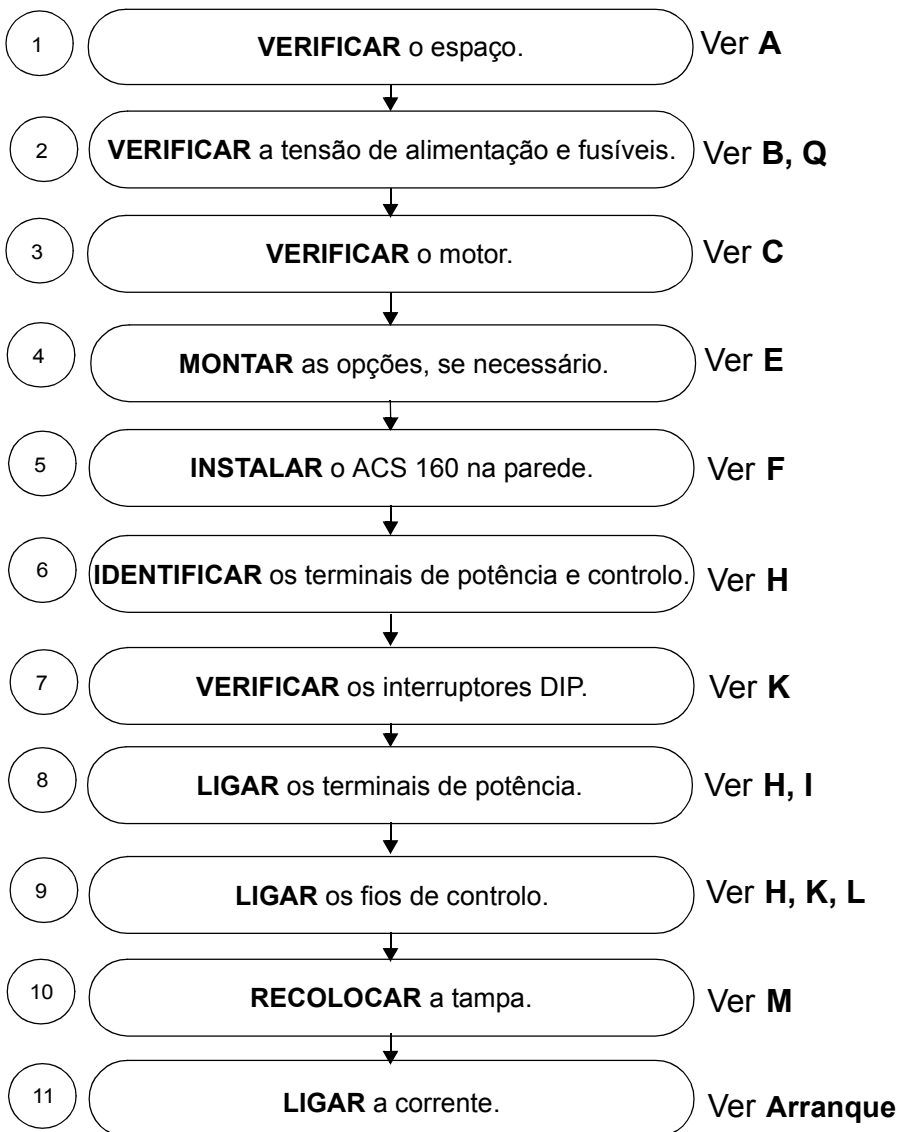 1 VERIFICAR o espaço. Ver A
2 VERIFICAR a tensão de alimentação e fusíveis. Ver B, Q
3 VERIFICAR o motor. Ver C
4 MONTAR as opções, se necessário. Ver E
5 INSTALAR o ACS 160 na parede. Ver F
6 IDENTIFICAR os terminais de potência e controlo. Ver H
7 VERIFICAR os interruptores DIP. Ver K
8 LIGAR os terminais de potência. Ver H, I
9 LIGAR os fios de controlo. Ver H, K, L
10 RECOLOCAR a tampa. Ver M
11 LIGAR a corrente. Ver Arranque